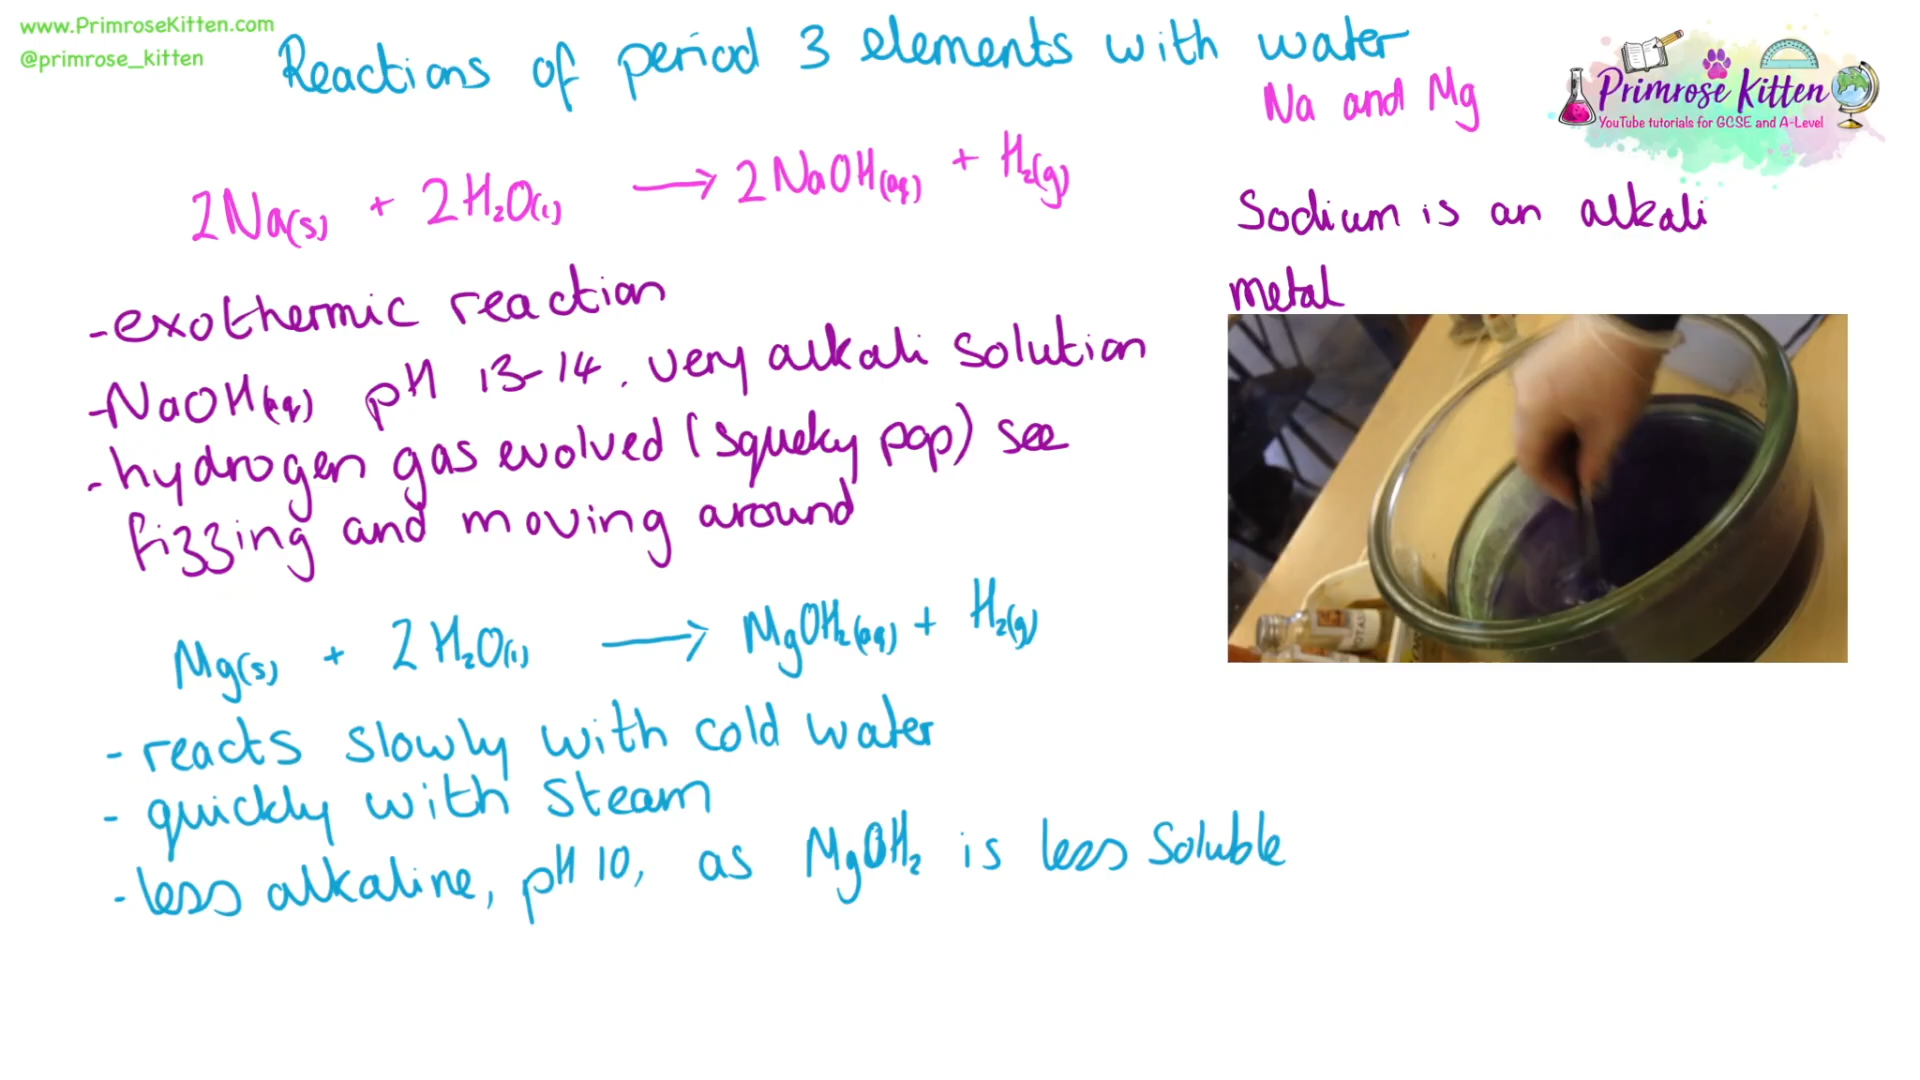 www.PrimroseKitten.com
@primrose_kitten
Reactions of period 3 elements with water
Na and Mg
Primrose Kitten
YouTube tutorials for GCSE and A-Level
2Na(s) + 2H₂O(l) → 2NaOH(aq) + H₂(g)
Sodium is an alkali
metal
- exothermic reaction
- NaOH(aq) pH 13-14. very alkali solution
- hydrogen gas evolved (squeky pop) see
fizzing and moving around
Mg(s) + 2H₂O(l) → MgOH₂(aq) + H₂(g)
- reacts slowly with cold water
- quickly with steam
- less alkaline, pH 10, as MgOH₂ is less soluble